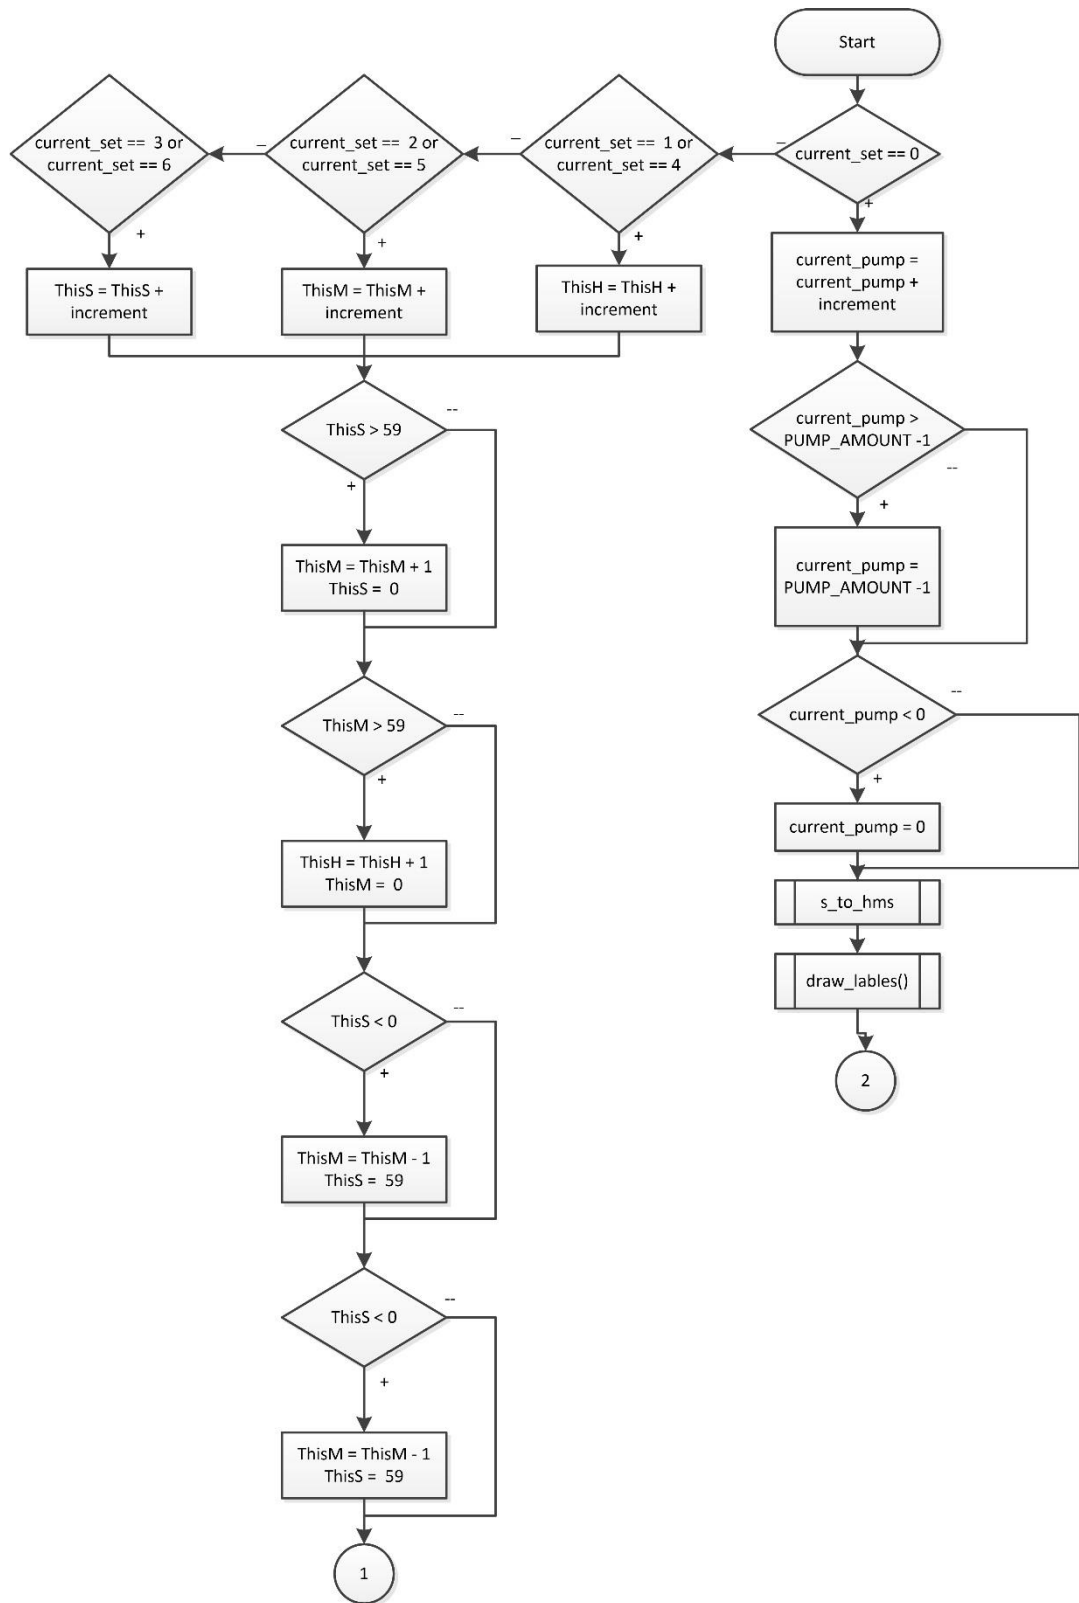 Start
current_set == 0
–
+
current_set == 1 or
current_set == 4
–
+
current_set == 2 or
current_set == 5
–
+
current_set == 3 or
current_set == 6
+
ThisS = ThisS +
increment
ThisM = ThisM +
increment
ThisH = ThisH +
increment
ThisS > 59
--
+
ThisM = ThisM + 1
ThisS = 0
ThisM > 59
--
+
ThisH = ThisH + 1
ThisM = 0
ThisS < 0
--
+
ThisM = ThisM - 1
ThisS = 59
ThisS < 0
--
+
ThisM = ThisM - 1
ThisS = 59
1
current_pump =
current_pump +
increment
current_pump >
PUMP_AMOUNT -1
--
+
current_pump =
PUMP_AMOUNT -1
current_pump < 0
--
+
current_pump = 0
s_to_hms
draw_lables()
2